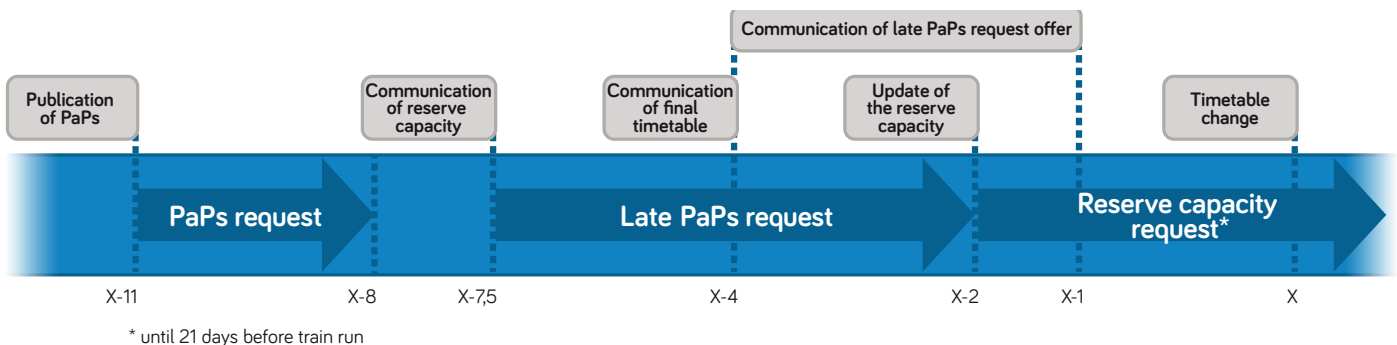 Communication of late PaPs request offer
Publication
of PaPs
Communication
of reserve
capacity
Communication
of final
timetable
Update of
the reserve
capacity
Timetable
change
PaPs request
Late PaPs request
Reserve capacity
request*
X-11
X-8
X-7,5
X-4
X-2
X-1
X
* until 21 days before train run